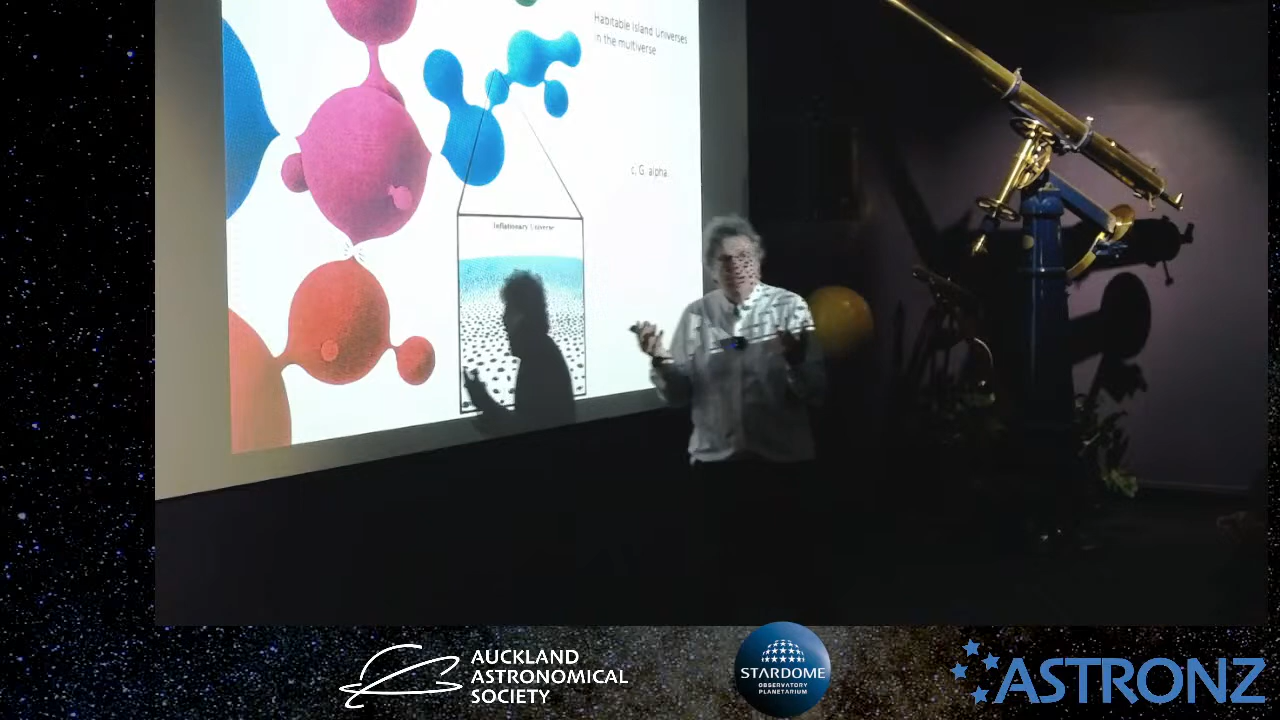 Habitable Island Universes
in the multiverse
c, G. alpha.
Inflationary Universe
AUCKLAND
ASTRONOMICAL
SOCIETY
STARDOME
OBSERVATORY
PLANETARIUM
ASTRONZ